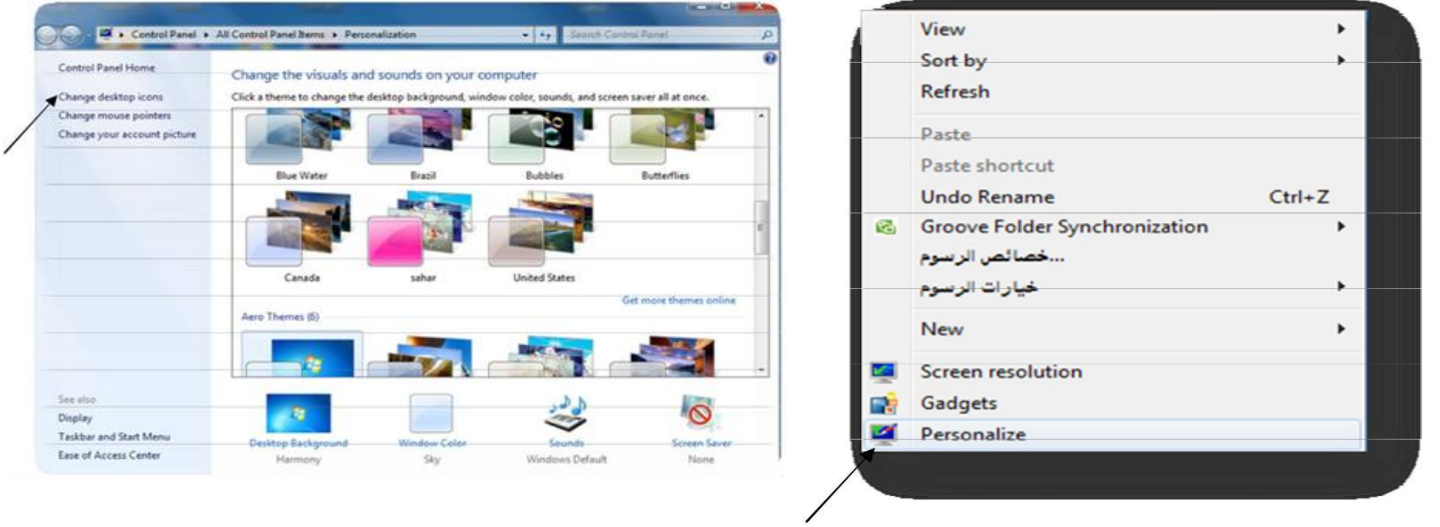 Control Panel All Control Panel Items Personalization Search Control Panel
Control Panel Home
Change desktop icons
Change mouse pointers
Change your account picture
See also
Display
Taskbar and Start Menu
Ease of Access Center
Change the visuals and sounds on your computer
Click a theme to change the desktop background, window color, sounds, and screen saver all at once.
Blue Water Brazil Bubbles Butterflies
Canada sahar United States
Get more themes online
Aero Themes (6)
Desktop Background Window Color Sounds Screen Saver
Harmony Sky Windows Default None
View
Sort by
Refresh
Paste
Paste shortcut
Undo Rename Ctrl+Z
Groove Folder Synchronization
خصائص الرسوم...
خيارات الرسوم
New
Screen resolution
Gadgets
Personalize